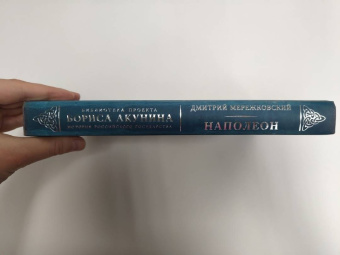 БИБЛИОТЕКА ПРОЕКТА
БОРИСА АКУНИНА
ИСТОРИЯ РОССИЙСКОГО ГОСУДАРСТВА
ДМИТРИЙ МЕРЕЖКОВСКИЙ
НАПОЛЕОН